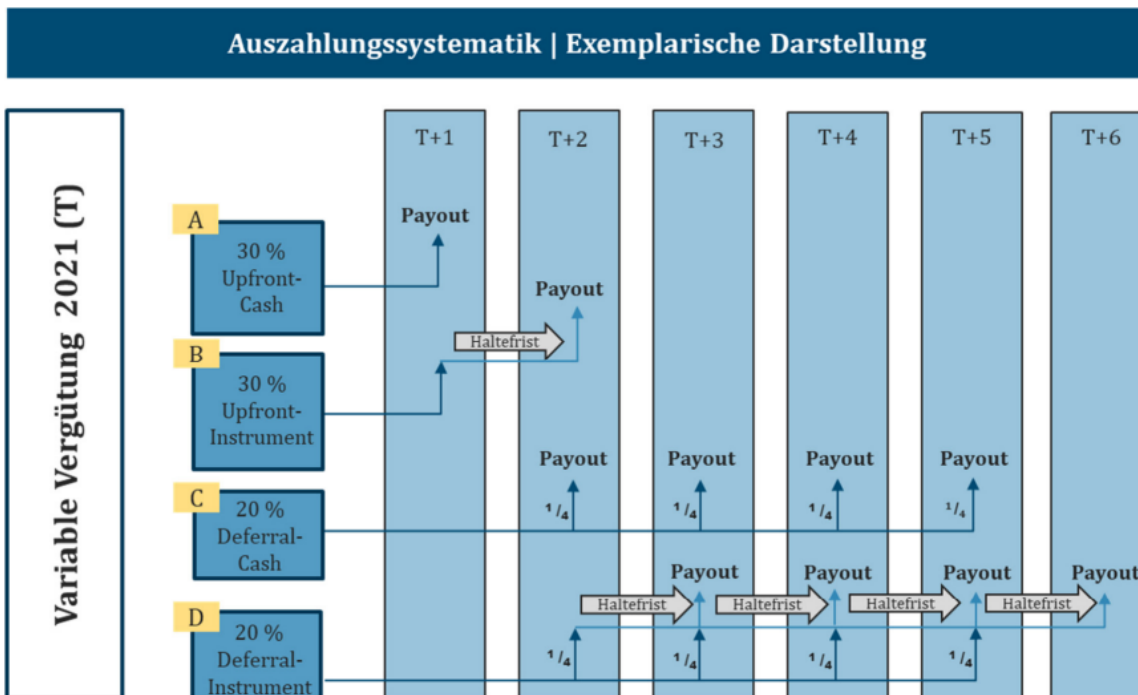 Auszahlungssystematik | Exemplarische Darstellung
Variable Vergütung 2021 (T)
T+1
T+2
T+3
T+4
T+5
T+6
A
30 %
Upfront-
Cash
Payout
B
30 %
Upfront-
Instrument
Haltefrist
Payout
C
20 %
Deferral-
Cash
1/4
Payout
1/4
Payout
1/4
Payout
1/4
Payout
D
20 %
Deferral-
Instrument
1/4
1/4
1/4
1/4
Haltefrist
Payout
Haltefrist
Payout
Haltefrist
Payout
Haltefrist
Payout